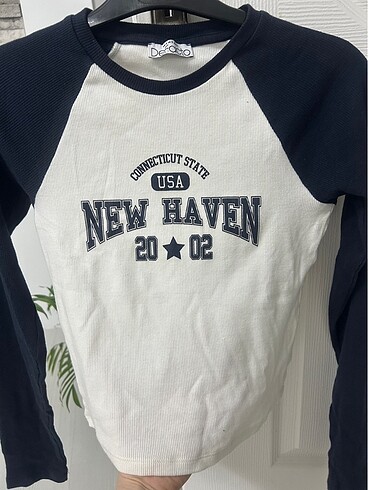 CONNECTICUT STATE
USA
NEW HAVEN
20 ★ 02